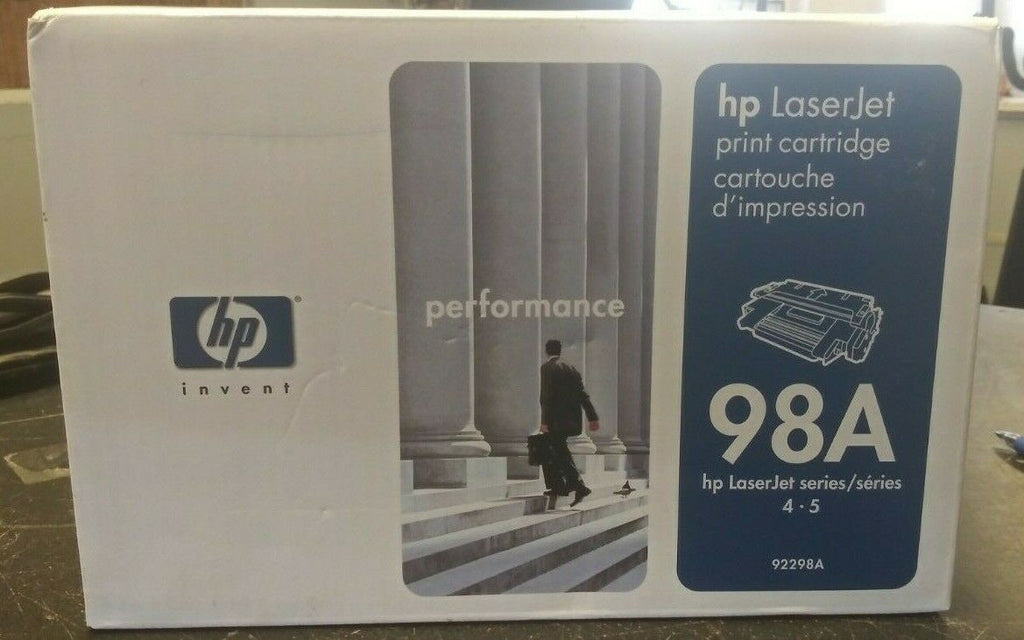 hp
invent
performance
hp LaserJet
print cartridge
cartouche
d'impression
98A
hp LaserJet series/séries
4 · 5
92298A